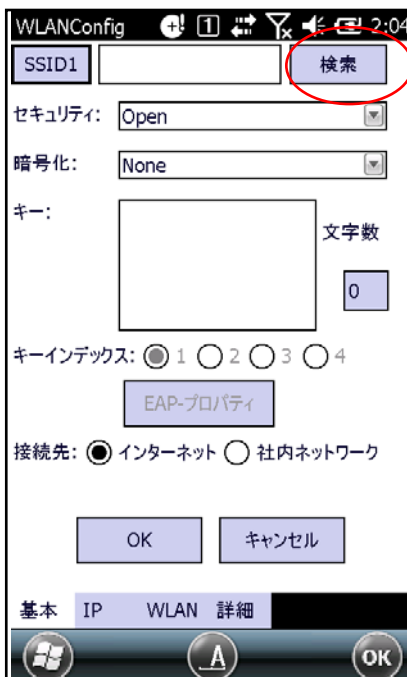 WLANConfig 1 2:04
SSID1 検索
セキュリティ: Open
暗号化: None
キー:
文字数
0
キーインデックス: 1 2 3 4
EAP-プロパティ
接続先: インターネット 社内ネットワーク
OK キャンセル
基本 IP WLAN 詳細
A OK